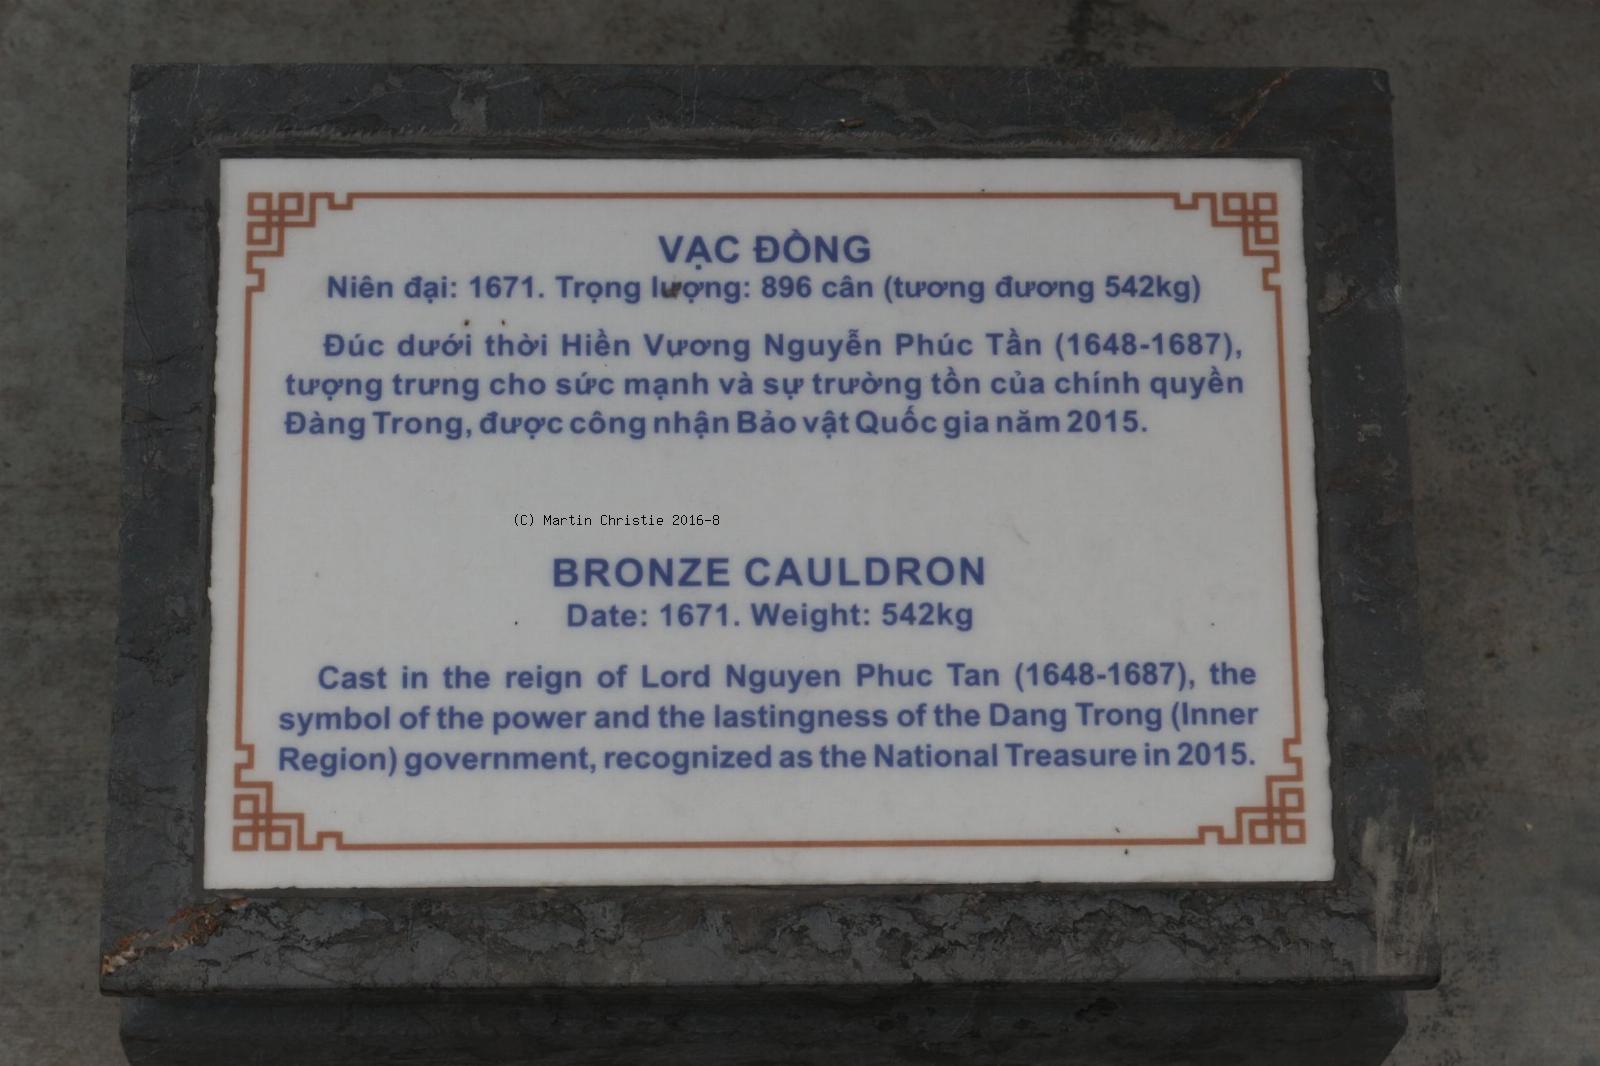 VẠC ĐỒNG
Niên đại: 1671. Trọng lượng: 896 cân (tương đương 542kg)
Đúc dưới thời Hiền Vương Nguyễn Phúc Tần (1648-1687),
tượng trưng cho sức mạnh và sự trường tồn của chính quyền
Đàng Trong, được công nhận Bảo vật Quốc gia năm 2015.
(C) Martin Christie 2016-8
BRONZE CAULDRON
Date: 1671. Weight: 542kg
Cast in the reign of Lord Nguyen Phuc Tan (1648-1687), the
symbol of the power and the lastingness of the Dang Trong (Inner
Region) government, recognized as the National Treasure in 2015.